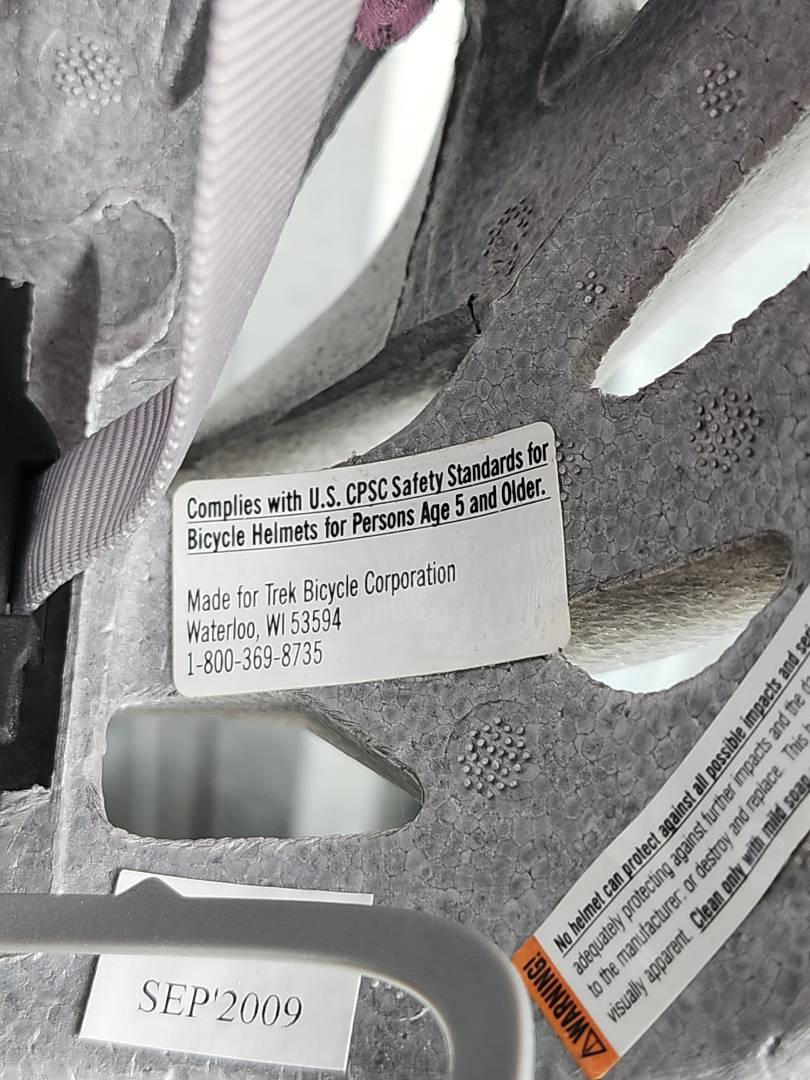 Complies with U.S. CPSC Safety Standards for
Bicycle Helmets for Persons Age 5 and Older.
Made for Trek Bicycle Corporation
Waterloo, WI 53594
1-800-369-8735
SEP'2009
⚠WARNING!
No helmet can protect against all possible impacts and
adequately protecting against further impacts and the
to the manufacturer, or destroy and replace. This
visually apparent. Clean only with mild